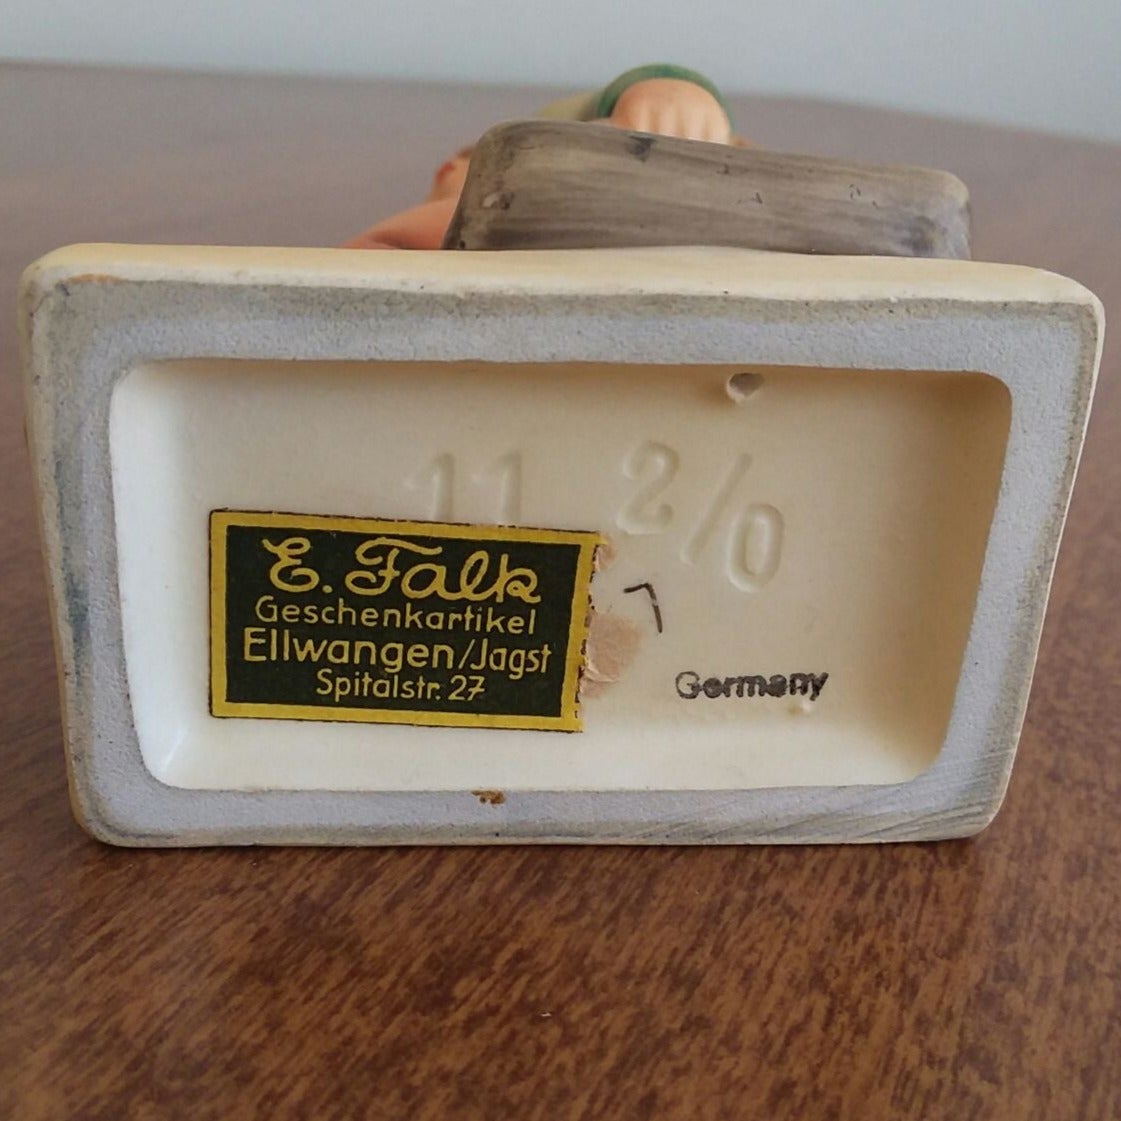 11 2/0
E. Falk
Geschenkartikel
Ellwangen/Jagst
Spitalstr. 27
Germany